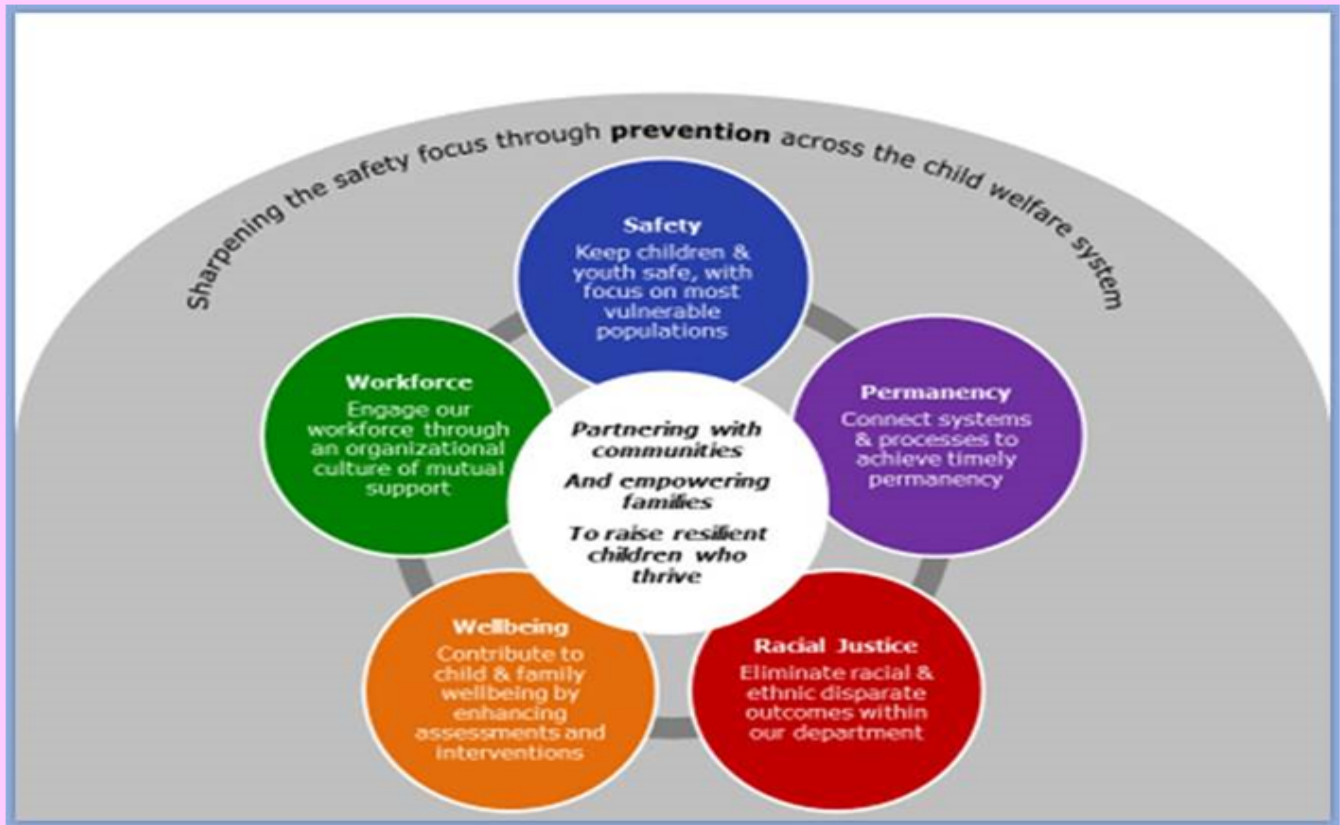 Sharpening the safety focus through prevention across the child welfare system
Safety
Keep children &
youth safe, with
focus on most
vulnerable
populations
Workforce
Engage our
workforce through
an organizational
culture of mutual
support
Permanency
Connect systems
& processes to
achieve timely
permanency
Partnering with
communities
And empowering
families
To raise resilient
children who
thrive
Wellbeing
Contribute to
child & family
wellbeing by
enhancing
assessments and
interventions
Racial Justice
Eliminate racial &
ethnic disparate
outcomes within
our department